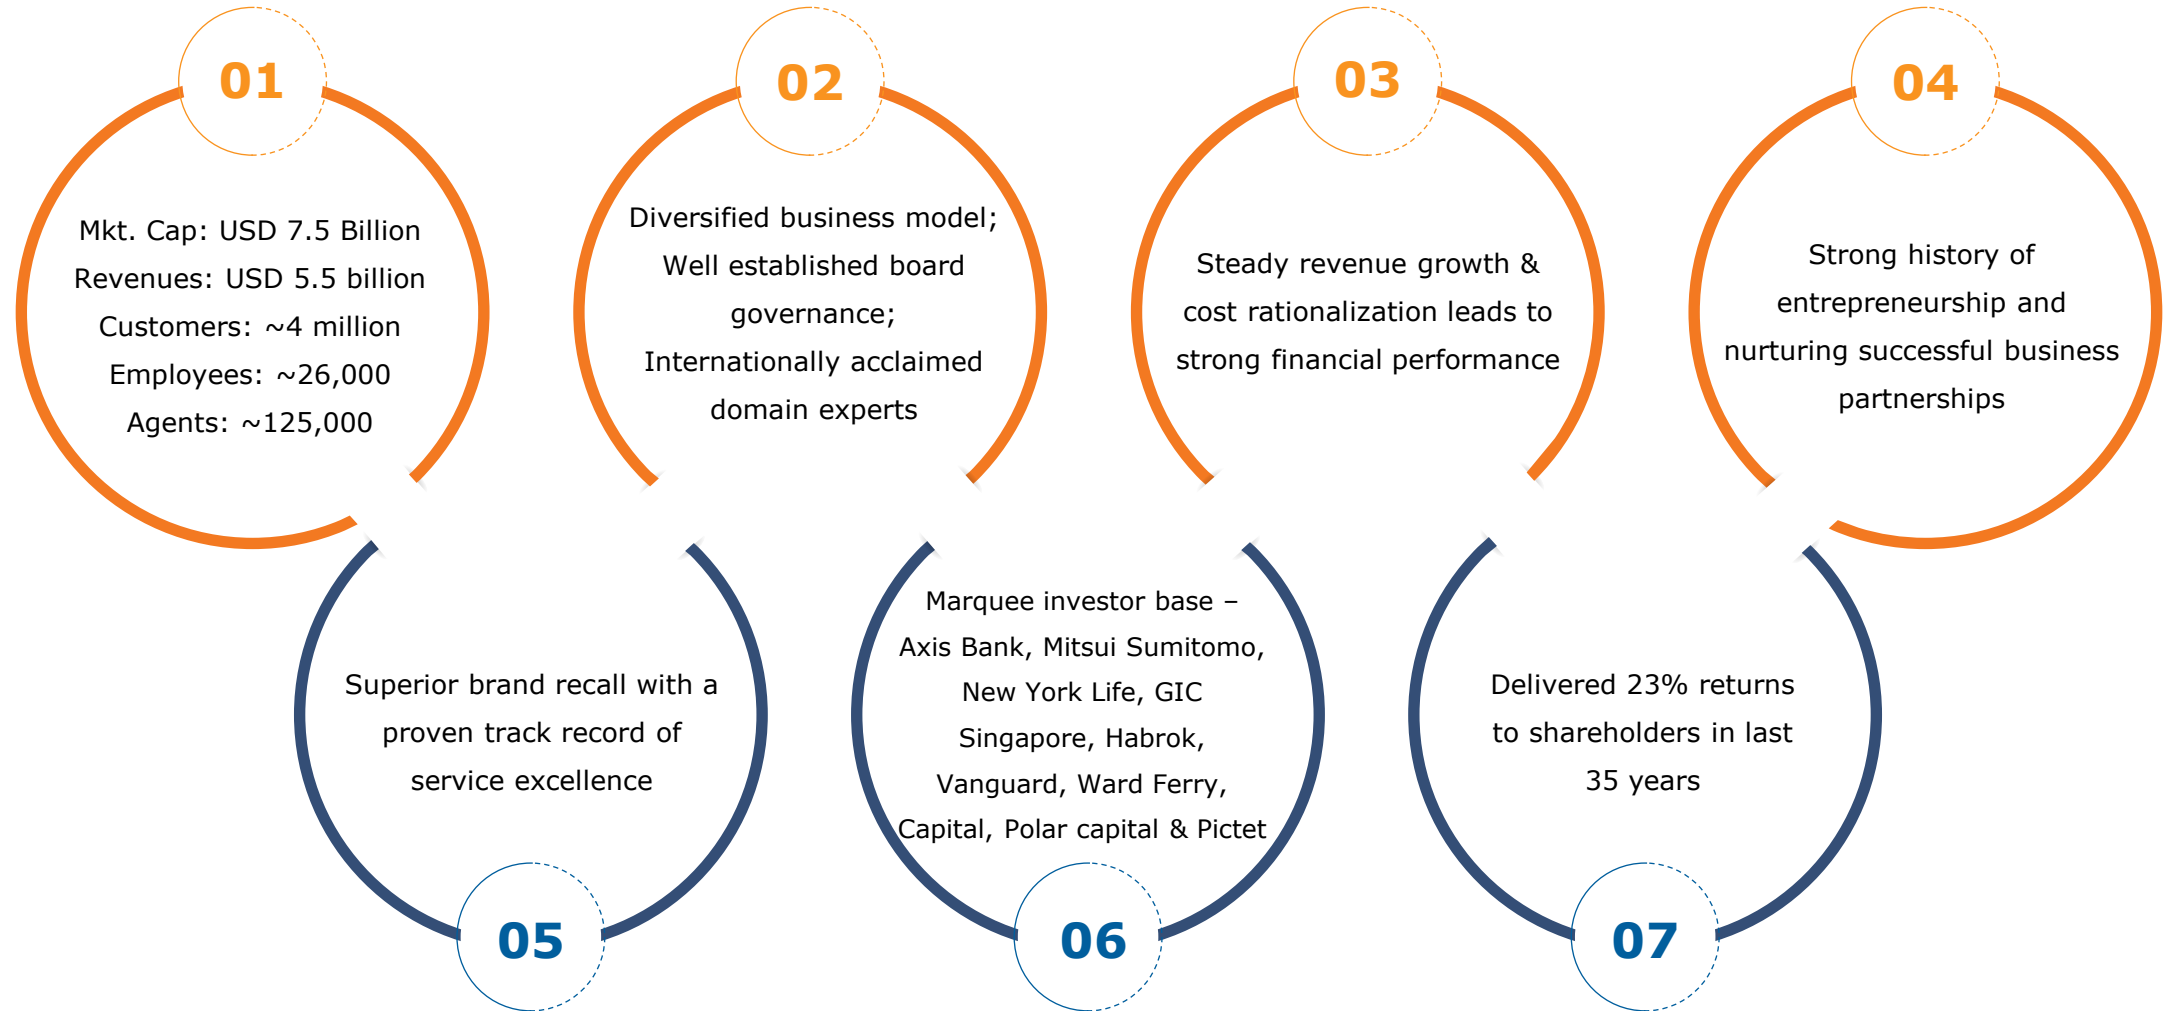 01
Mkt. Cap: USD 7.5 Billion
Revenues: USD 5.5 billion
Customers: ~4 million
Employees: ~26,000
Agents: ~125,000
02
Diversified business model;
Well established board
governance;
Internationally acclaimed
domain experts
03
Steady revenue growth &
cost rationalization leads to
strong financial performance
04
Strong history of
entrepreneurship and
nurturing successful business
partnerships
Superior brand recall with a
proven track record of
service excellence
05
Marquee investor base –
Axis Bank, Mitsui Sumitomo,
New York Life, GIC
Singapore, Habrok,
Vanguard, Ward Ferry,
Capital, Polar capital & Pictet
06
Delivered 23% returns
to shareholders in last
35 years
07